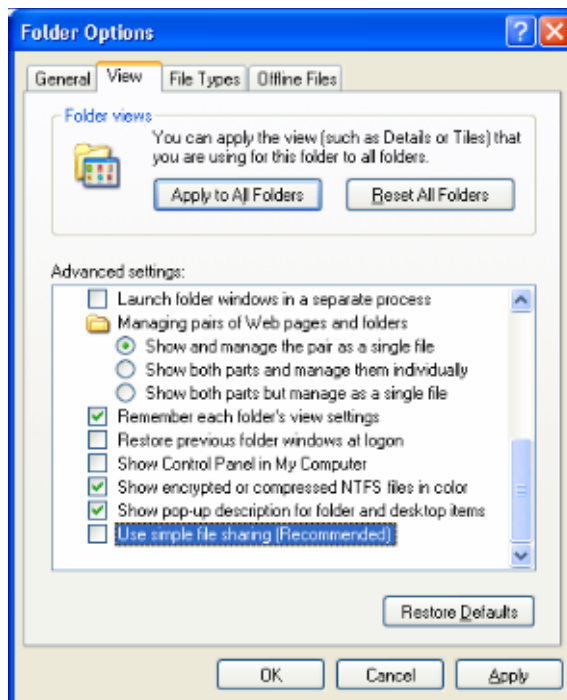 Folder Options
General View File Types Offline Files
Folder views
You can apply the view (such as Details or Tiles) that
you are using for this folder to all folders.
Apply to All Folders Reset All Folders
Advanced settings:
Launch folder windows in a separate process
Managing pairs of Web pages and folders
Show and manage the pair as a single file
Show both parts and manage them individually
Show both parts but manage as a single file
Remember each folder's view settings
Restore previous folder windows at logon
Show Control Panel in My Computer
Show encrypted or compressed NTFS files in color
Show pop-up description for folder and desktop items
Use simple file sharing (Recommended)
Restore Defaults
OK Cancel Apply